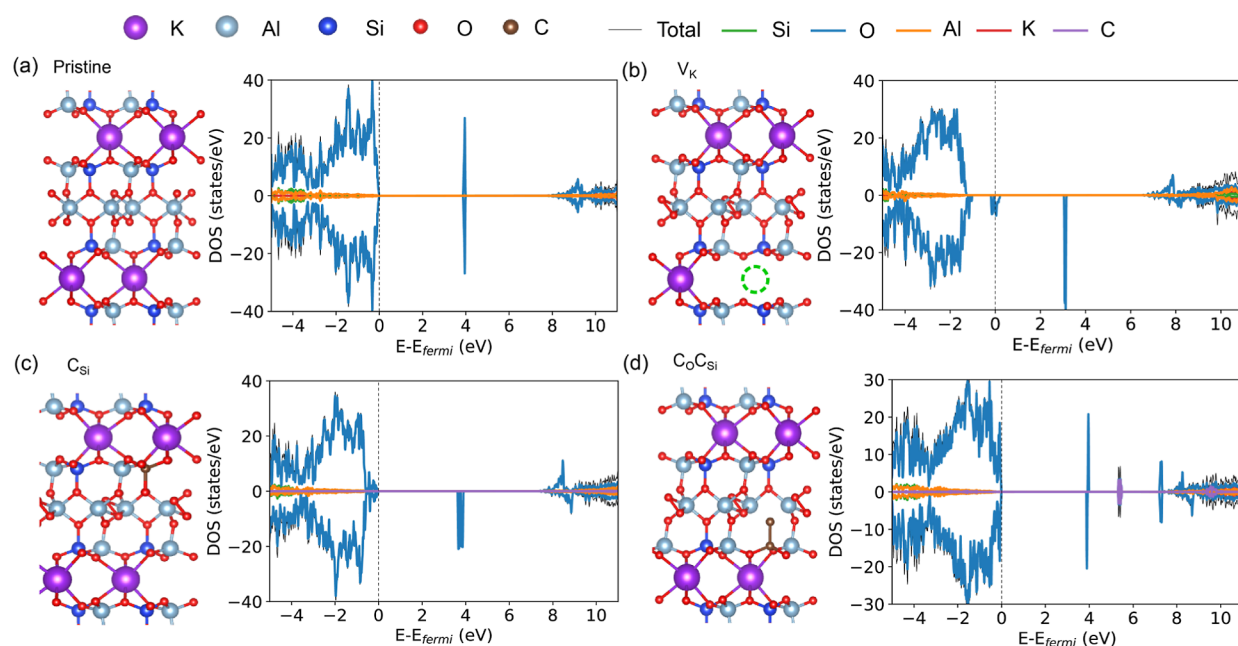 K Al Si O C Total Si O Al K C
(a) Pristine
DOS (states/eV)
40
20
0
−20
−40
−4 −2 0 2 4 6 8 10
E-E_fermi (eV)
(b) V_K
DOS (states/eV)
40
20
0
−20
−40
−4 −2 0 2 4 6 8 10
E-E_fermi (eV)
(c) C_Si
DOS (states/eV)
40
20
0
−20
−40
−4 −2 0 2 4 6 8 10
E-E_fermi (eV)
(d) C_OC_Si
DOS (states/eV)
30
20
10
0
−10
−20
−30
−4 −2 0 2 4 6 8 10
E-E_fermi (eV)